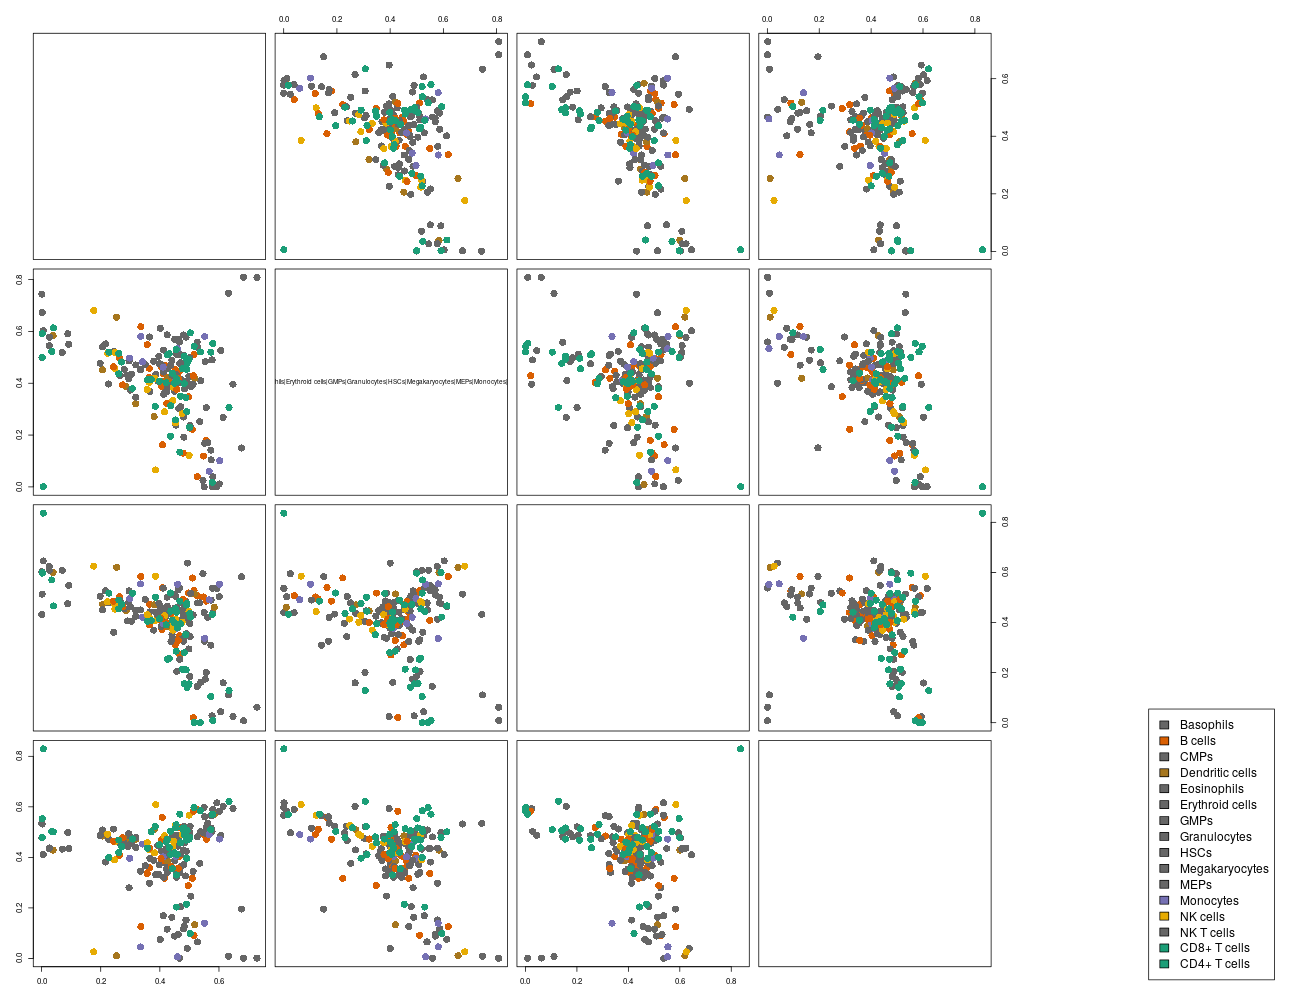 0.0 0.2 0.4 0.6 0.8 0.0 0.2 0.4 0.6 0.8
0.0 0.2 0.4 0.6
0.0 0.2 0.4 0.6 0.8
hils|Erythroid cells|GMPs|Granulocytes|HSCs|Megakaryocytes|MEPs|Monocytes|
0.0 0.2 0.4 0.6 0.8
0.0 0.2 0.4 0.6 0.8
0.0 0.2 0.4 0.6 0.0 0.2 0.4 0.6 0.8
Basophils
B cells
CMPs
Dendritic cells
Eosinophils
Erythroid cells
GMPs
Granulocytes
HSCs
Megakaryocytes
MEPs
Monocytes
NK cells
NK T cells
CD8+ T cells
CD4+ T cells